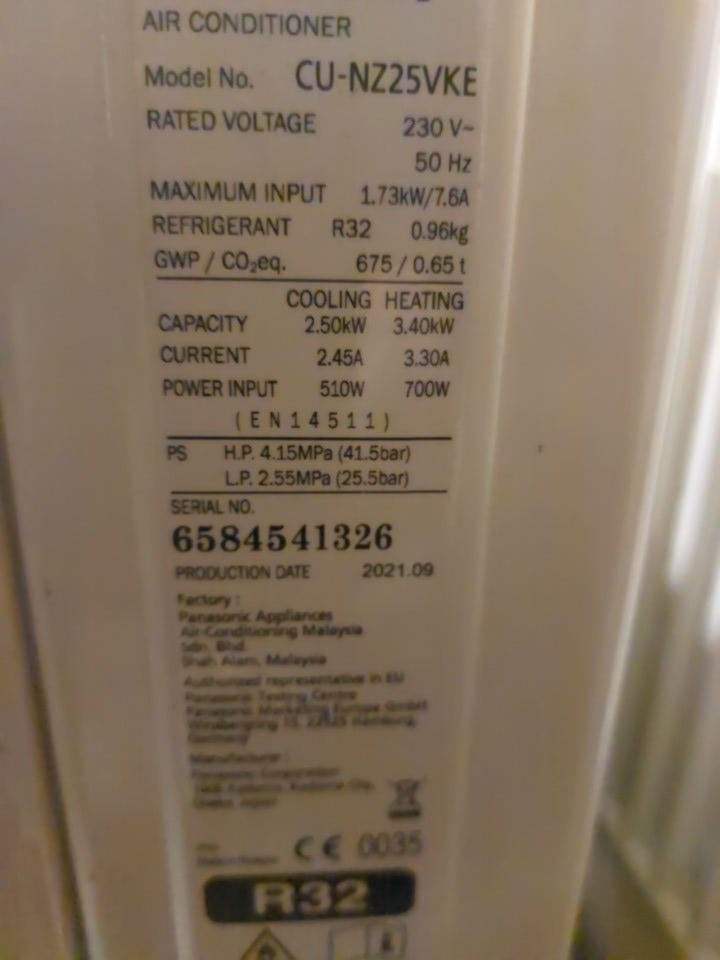 AIR CONDITIONER
Model No. CU-NZ25VKE
RATED VOLTAGE 230 V~
50 Hz
MAXIMUM INPUT 1.73kW/7.6A
REFRIGERANT R32 0.96kg
GWP / CO₂eq. 675 / 0.65 t
COOLING HEATING
CAPACITY 2.50kW 3.40kW
CURRENT 2.45A 3.30A
POWER INPUT 510W 700W
(EN14511)
PS H.P. 4.15MPa (41.5bar)
L.P. 2.55MPa (25.5bar)
SERIAL NO.
6584541326
PRODUCTION DATE 2021.09
Factory :
Panasonic Appliances
Air-Conditioning Malaysia
Sdn. Bhd.
Shah Alam, Malaysia
Authorized representative in EU
Panasonic Testing Centre
Panasonic Marketing Europe GmbH
Hamburg,
Germany
Manufacturer :
Panasonic Corporation
Japan
CE 0035
R32